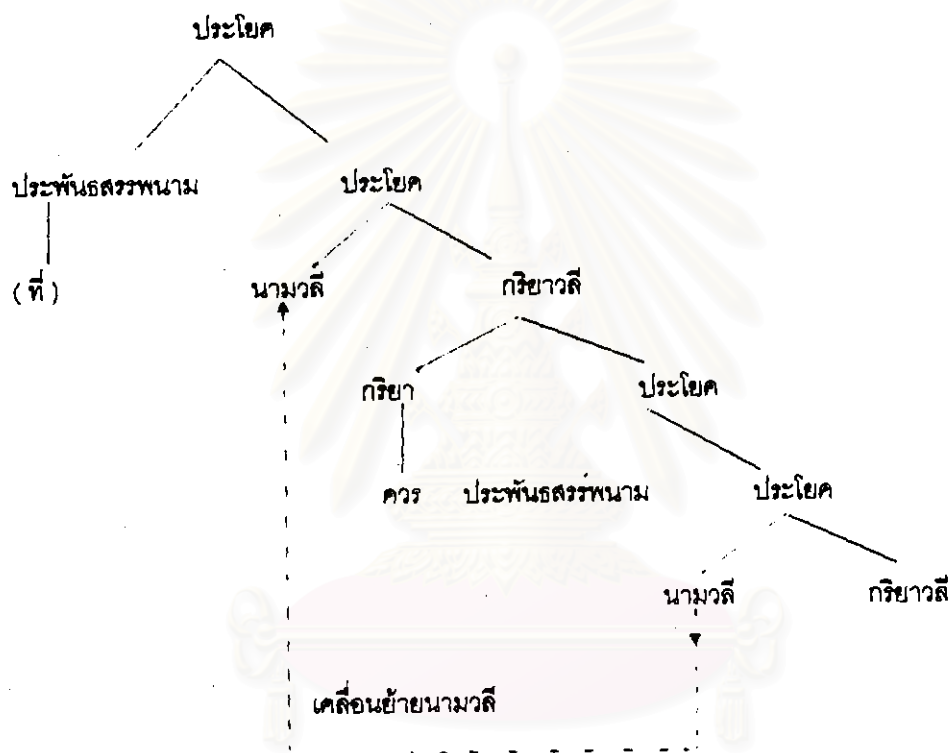 ประโยค
ประพันธสรรพนาม ประโยค
(ที่) นามวลี กริยาวลี
กริยา ประโยค
ควร ประพันธสรรพนาม ประโยค
นามวลี กริยาวลี
เคลื่อนย้ายนามวลี